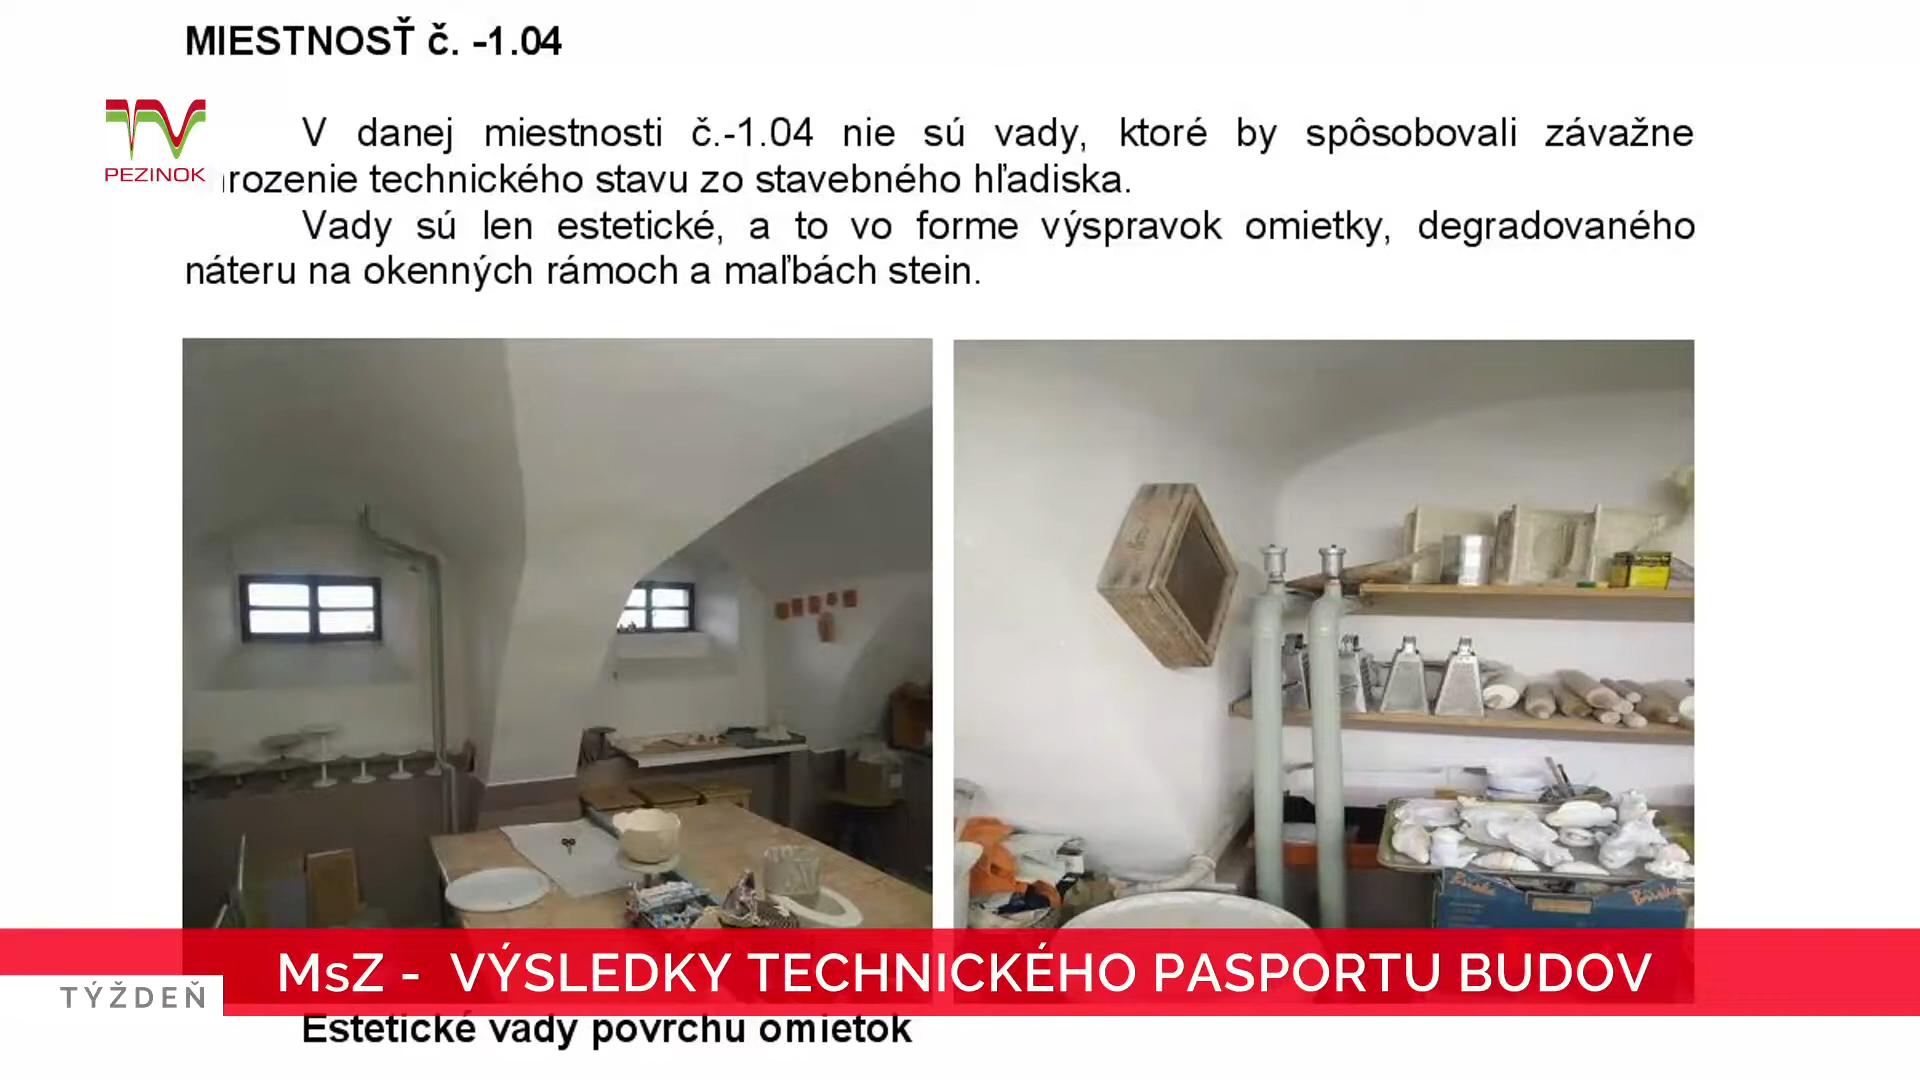 MIESTNOSŤ č. -1.04
TV
PEZINOK
V danej miestnosti č.-1.04 nie sú vady, ktoré by spôsobovali závažne
technického stavu zo stavebného hľadiska.
Vady sú len estetické, a to vo forme výspravok omietky, degradovaného
náteru na okenných rámoch a maľbách stein.
MsZ - VÝSLEDKY TECHNICKÉHO PASPORTU BUDOV
TÝŽDEŇ
Estetické vady povrchu omietok